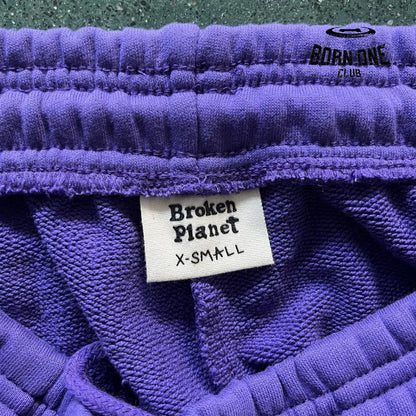 BORN ONE
CLUB
Broken
Planet
X-SMALL